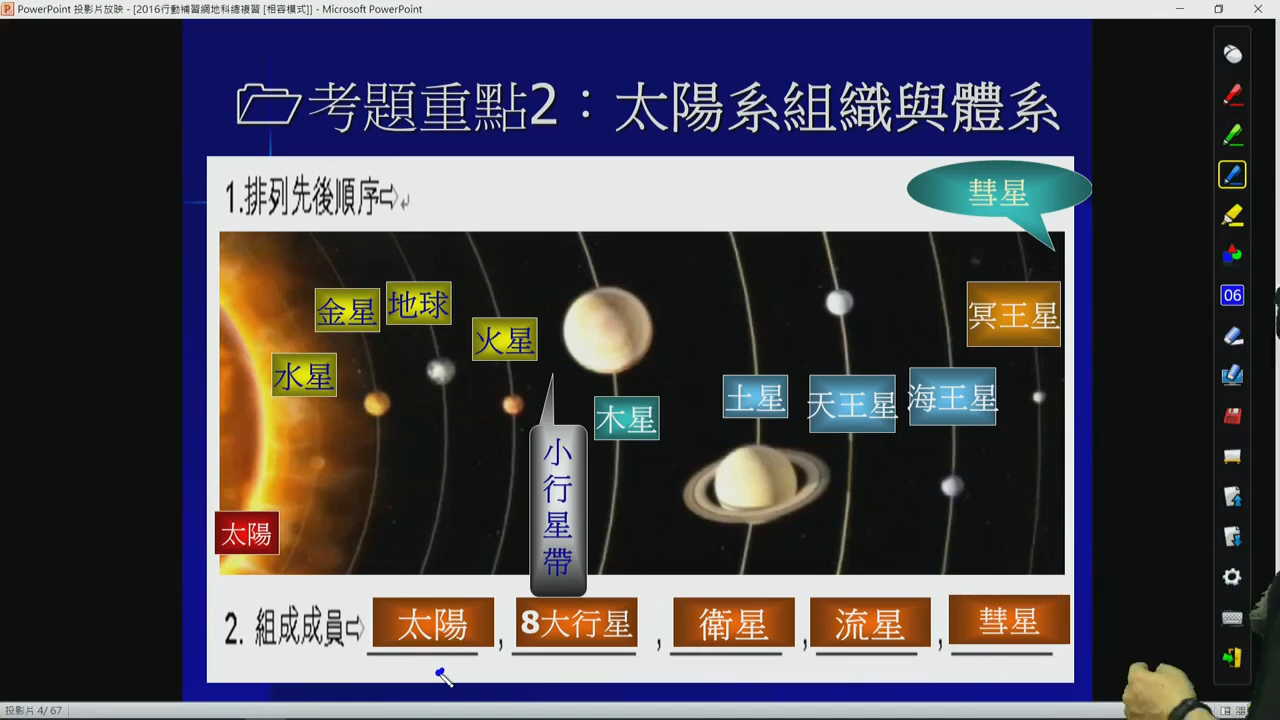 PowerPoint 投影片放映 - [2016行動補習網地科總複習 [相容模式]] - Microsoft PowerPoint
考題重點2：太陽系組織與體系
1.排列先後順序⇨
彗星
金星
地球
火星
水星
冥王星
木星
土星
天王星
海王星
小行星帶
太陽
2. 組成成員⇨ 太陽 , 8大行星 , 衛星 , 流星 , 彗星
06
投影片 4/67